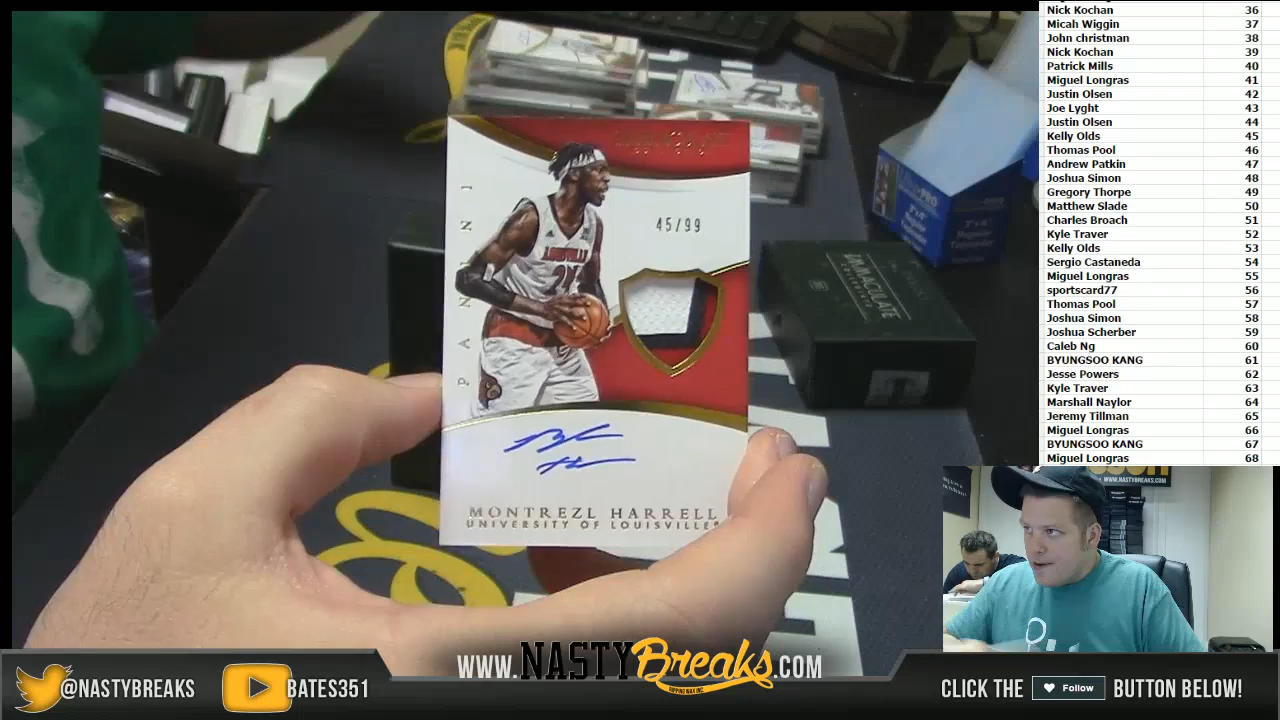 Nick Kochan 36
Micah Wiggin 37
John christman 38
Nick Kochan 39
Patrick Mills 40
Miguel Longras 41
Justin Olsen 42
Joe Lyght 43
Justin Olsen 44
Kelly Olds 45
Thomas Pool 46
Andrew Patkin 47
Joshua Simon 48
Gregory Thorpe 49
Matthew Slade 50
Charles Broach 51
Kyle Traver 52
Kelly Olds 53
Sergio Castaneda 54
Miguel Longras 55
sportscard77 56
Thomas Pool 57
Joshua Simon 58
Joshua Scherber 59
Caleb Ng 60
BYUNGSOO KANG 61
Jesse Powers 62
Kyle Traver 63
Marshall Naylor 64
Jeremy Tillman 65
Miguel Longras 66
BYUNGSOO KANG 67
Miguel Longras 68
PANINI
45/99
LOUISVILLE
MONTREZL HARRELL
UNIVERSITY OF LOUISVILLE
IMMACULATE
WWW.NASTYBREAKS.COM
@NASTYBREAKS
BATES351
WWW.NASTYBreaks.COM
CLICK THE Follow BUTTON BELOW!